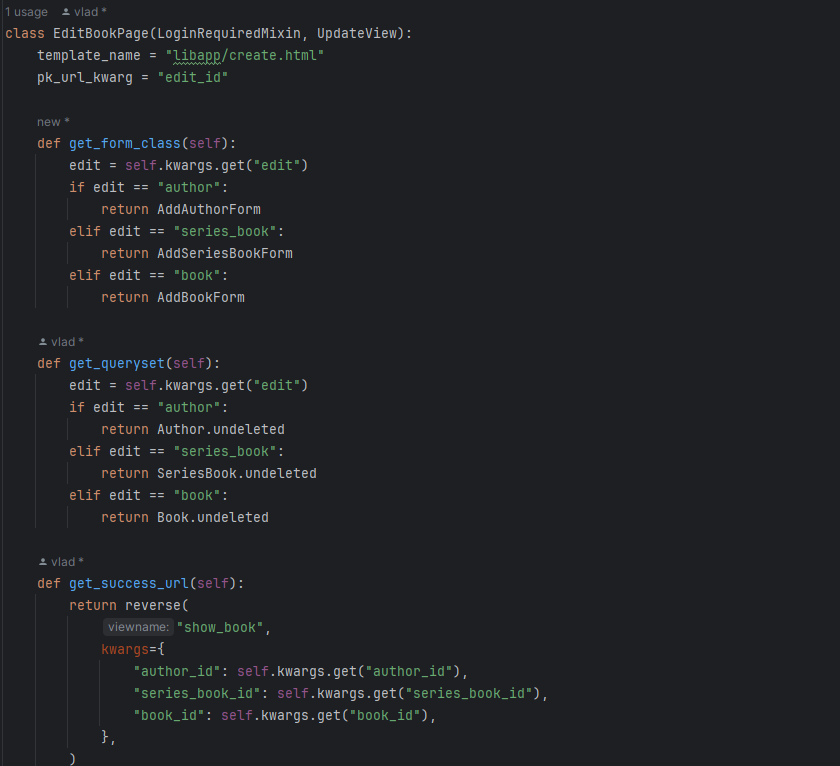 1 usage vlad *
class EditBookPage(LoginRequiredMixin, UpdateView):
    template_name = "libapp/create.html"
    pk_url_kwarg = "edit_id"
    new *
    def get_form_class(self):
        edit = self.kwargs.get("edit")
        if edit == "author":
            return AddAuthorForm
        elif edit == "series_book":
            return AddSeriesBookForm
        elif edit == "book":
            return AddBookForm
    vlad *
    def get_queryset(self):
        edit = self.kwargs.get("edit")
        if edit == "author":
            return Author.undeleted
        elif edit == "series_book":
            return SeriesBook.undeleted
        elif edit == "book":
            return Book.undeleted
    vlad *
    def get_success_url(self):
        return reverse(
            viewname: "show_book",
            kwargs={
                "author_id": self.kwargs.get("author_id"),
                "series_book_id": self.kwargs.get("series_book_id"),
                "book_id": self.kwargs.get("book_id"),
            },
        )